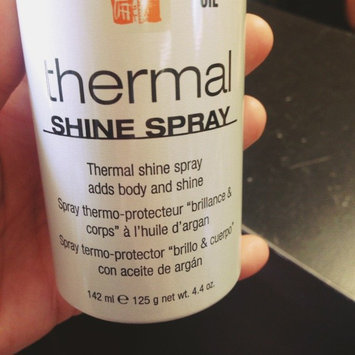 OIL
thermal
SHINE SPRAY
Thermal shine spray
adds body and shine
Spray thermo-protecteur "brillance &
corps" à l'huile d'argan
Spray termo-protector "brillo & cuerpo"
con aceite de argán
142 ml e 125 g net wt. 4.4 oz.